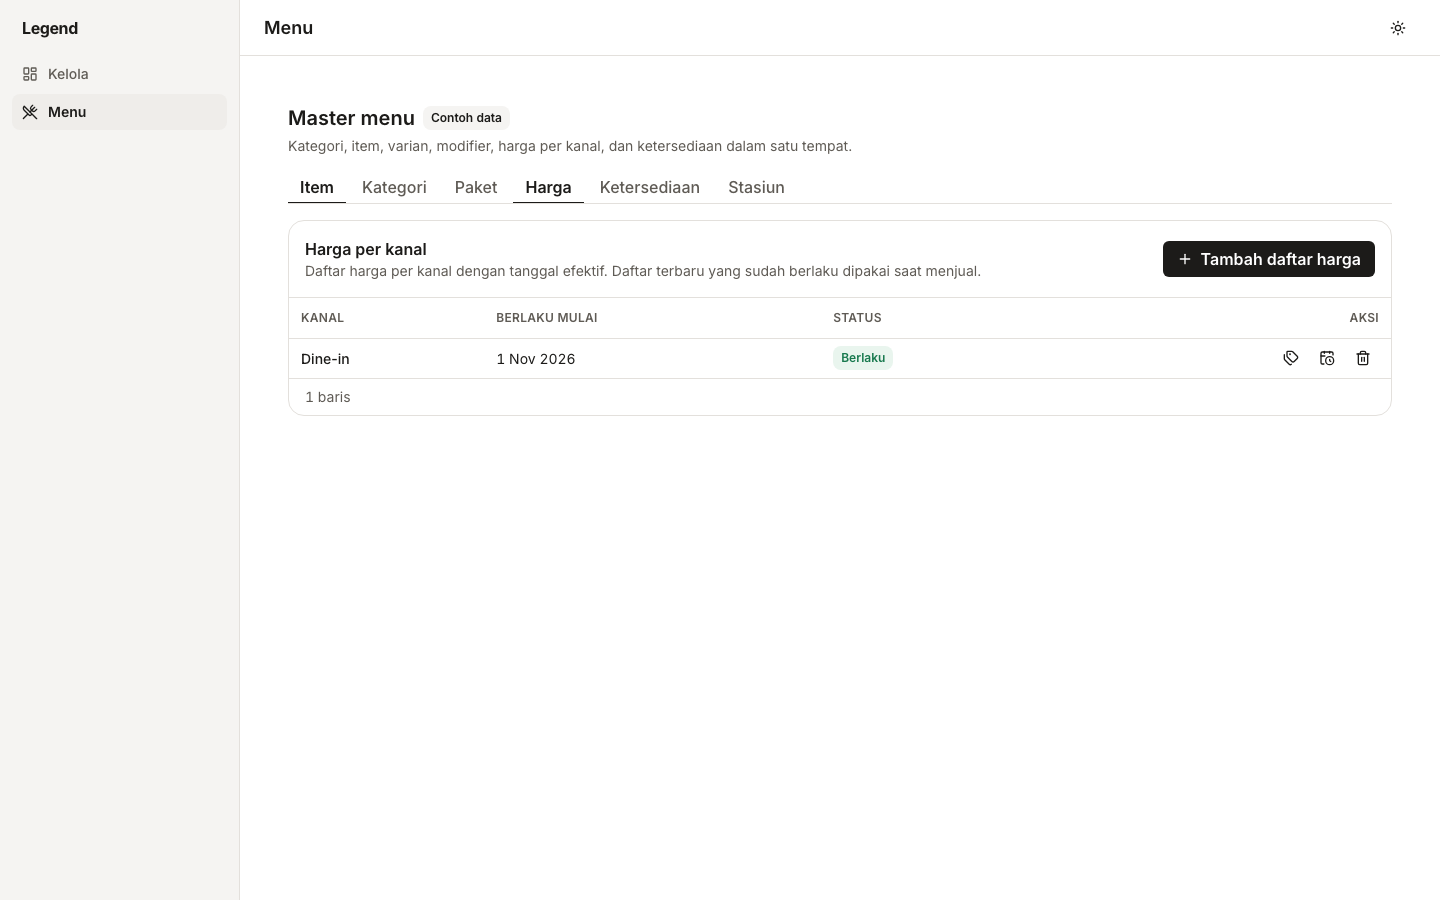 Legend
Menu
Kelola
Menu
Master menu
Contoh data
Kategori, item, varian, modifier, harga per kanal, dan ketersediaan dalam satu tempat.
Item
Kategori
Paket
Harga
Ketersediaan
Stasiun
Harga per kanal
Daftar harga per kanal dengan tanggal efektif. Daftar terbaru yang sudah berlaku dipakai saat menjual.
Tambah daftar harga
KANAL
BERLAKU MULAI
STATUS
AKSI
Dine-in
1 Nov 2026
Berlaku
1 baris